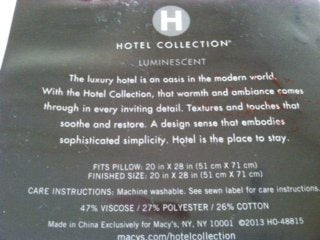 H
HOTEL COLLECTION™
LUMINESCENT
The luxury hotel is an oasis in the modern world.
With the Hotel Collection, that warmth and ambiance comes
through in every inviting detail. Textures and touches that
soothe and restore. A design sense that embodies
sophisticated simplicity. Hotel is the place to stay.
FITS PILLOW: 20 in X 28 in (51 cm X 71 cm)
FINISHED SIZE: 20 in X 28 in (51 cm X 71 cm)
CARE INSTRUCTIONS: Machine washable. See sewn label for care instructions.
47% VISCOSE / 27% POLYESTER / 26% COTTON
Made in China Exclusively for Macy's, NY, NY 10001 ©2013 HO-48815
macys.com/hotelcollection